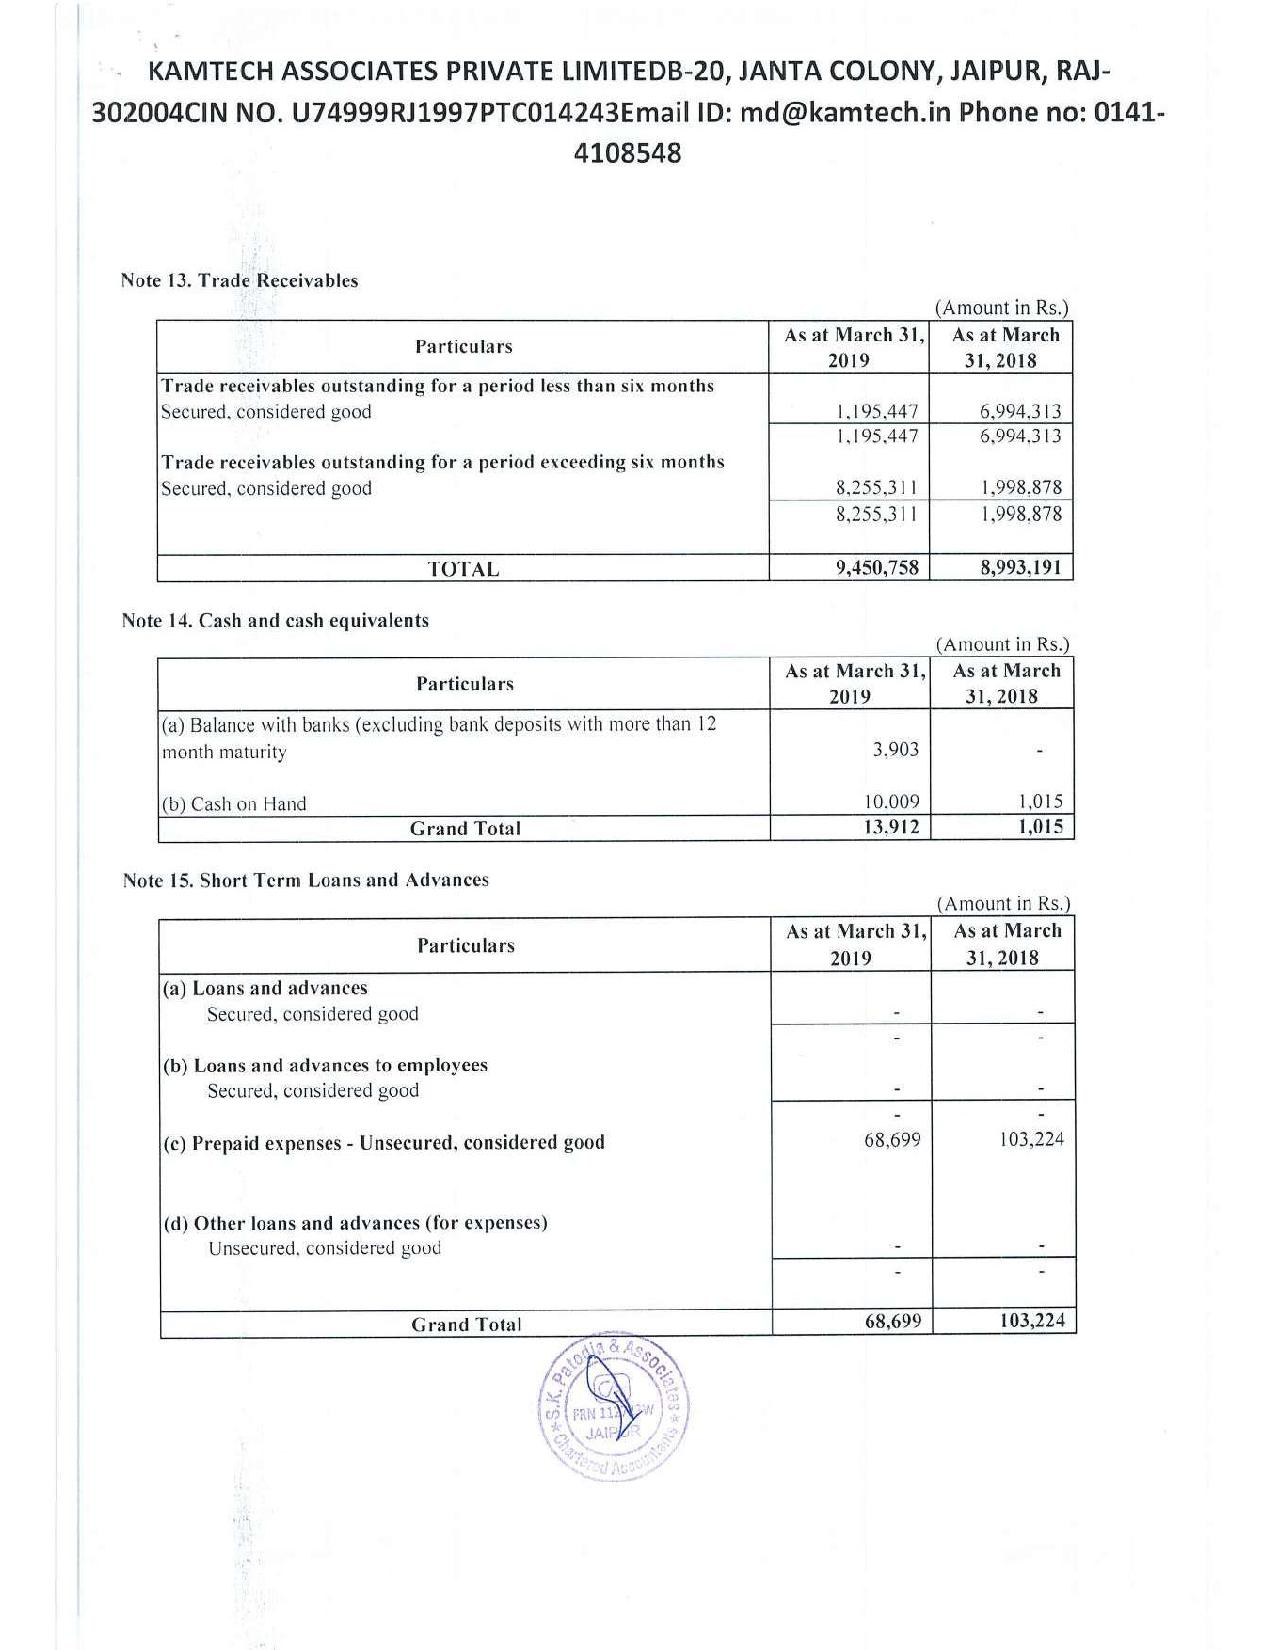 KAMTECH ASSOCIATES PRIVATE LIMITEDB-20, JANTA COLONY, JAIPUR, RAJ-
302004CIN NO. U74999RJ1997PTC014243Email ID: md@kamtech.in Phone no: 0141-
4108548
Note 13. Trade Receivables
(Amount in Rs.)
Particulars As at March 31, 2019 As at March 31, 2018
Trade receivables outstanding for a period less than six months
Secured, considered good 1,195,447 6,994,313
1,195,447 6,994,313
Trade receivables outstanding for a period exceeding six months
Secured, considered good 8,255,311 1,998,878
8,255,311 1,998,878
TOTAL 9,450,758 8,993,191
Note 14. Cash and cash equivalents
(Amount in Rs.)
Particulars As at March 31, 2019 As at March 31, 2018
(a) Balance with banks (excluding bank deposits with more than 12
month maturity 3,903 -
(b) Cash on Hand 10,009 1,015
Grand Total 13,912 1,015
Note 15. Short Term Loans and Advances
(Amount in Rs.)
Particulars As at March 31, 2019 As at March 31, 2018
(a) Loans and advances
Secured, considered good - -
- -
(b) Loans and advances to employees
Secured, considered good - -
- -
(c) Prepaid expenses - Unsecured, considered good 68,699 103,224
(d) Other loans and advances (for expenses)
Unsecured, considered good - -
- -
Grand Total 68,699 103,224
S.K. Patodia & Associates
FRN
JAIPUR
Chartered Accountants